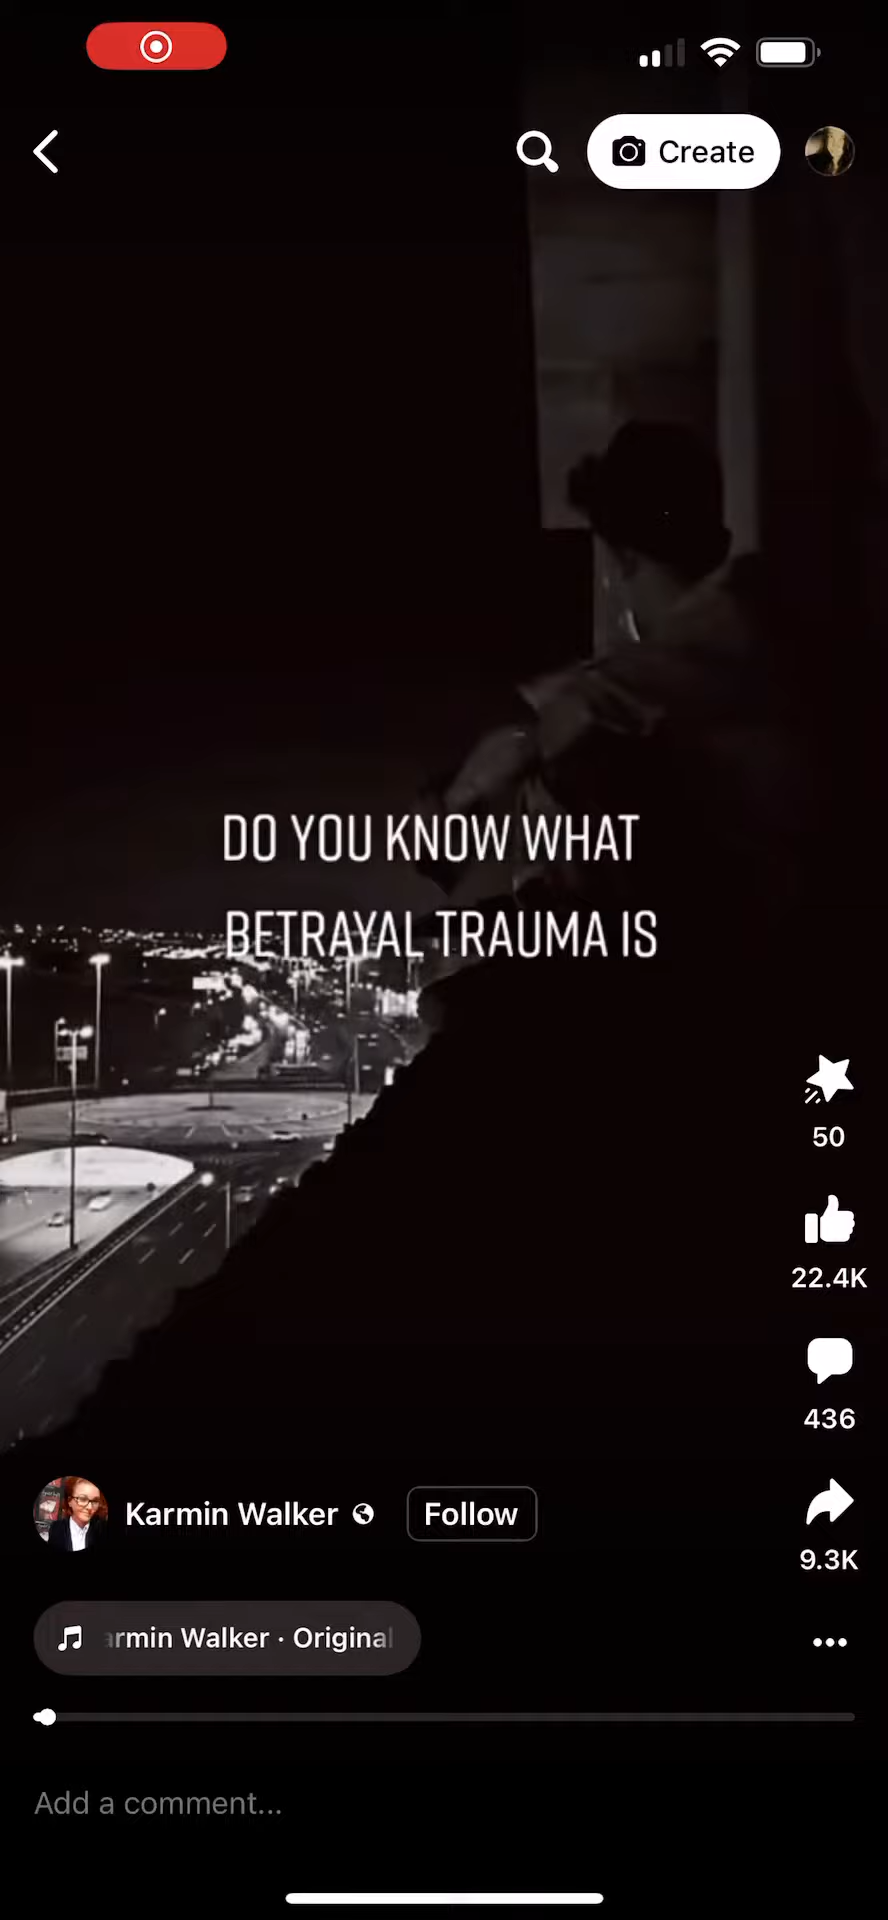 Create
DO YOU KNOW WHAT
BETRAYAL TRAUMA IS
50
22.4K
436
Karmin Walker
Follow
9.3K
armin Walker · Original
Add a comment...